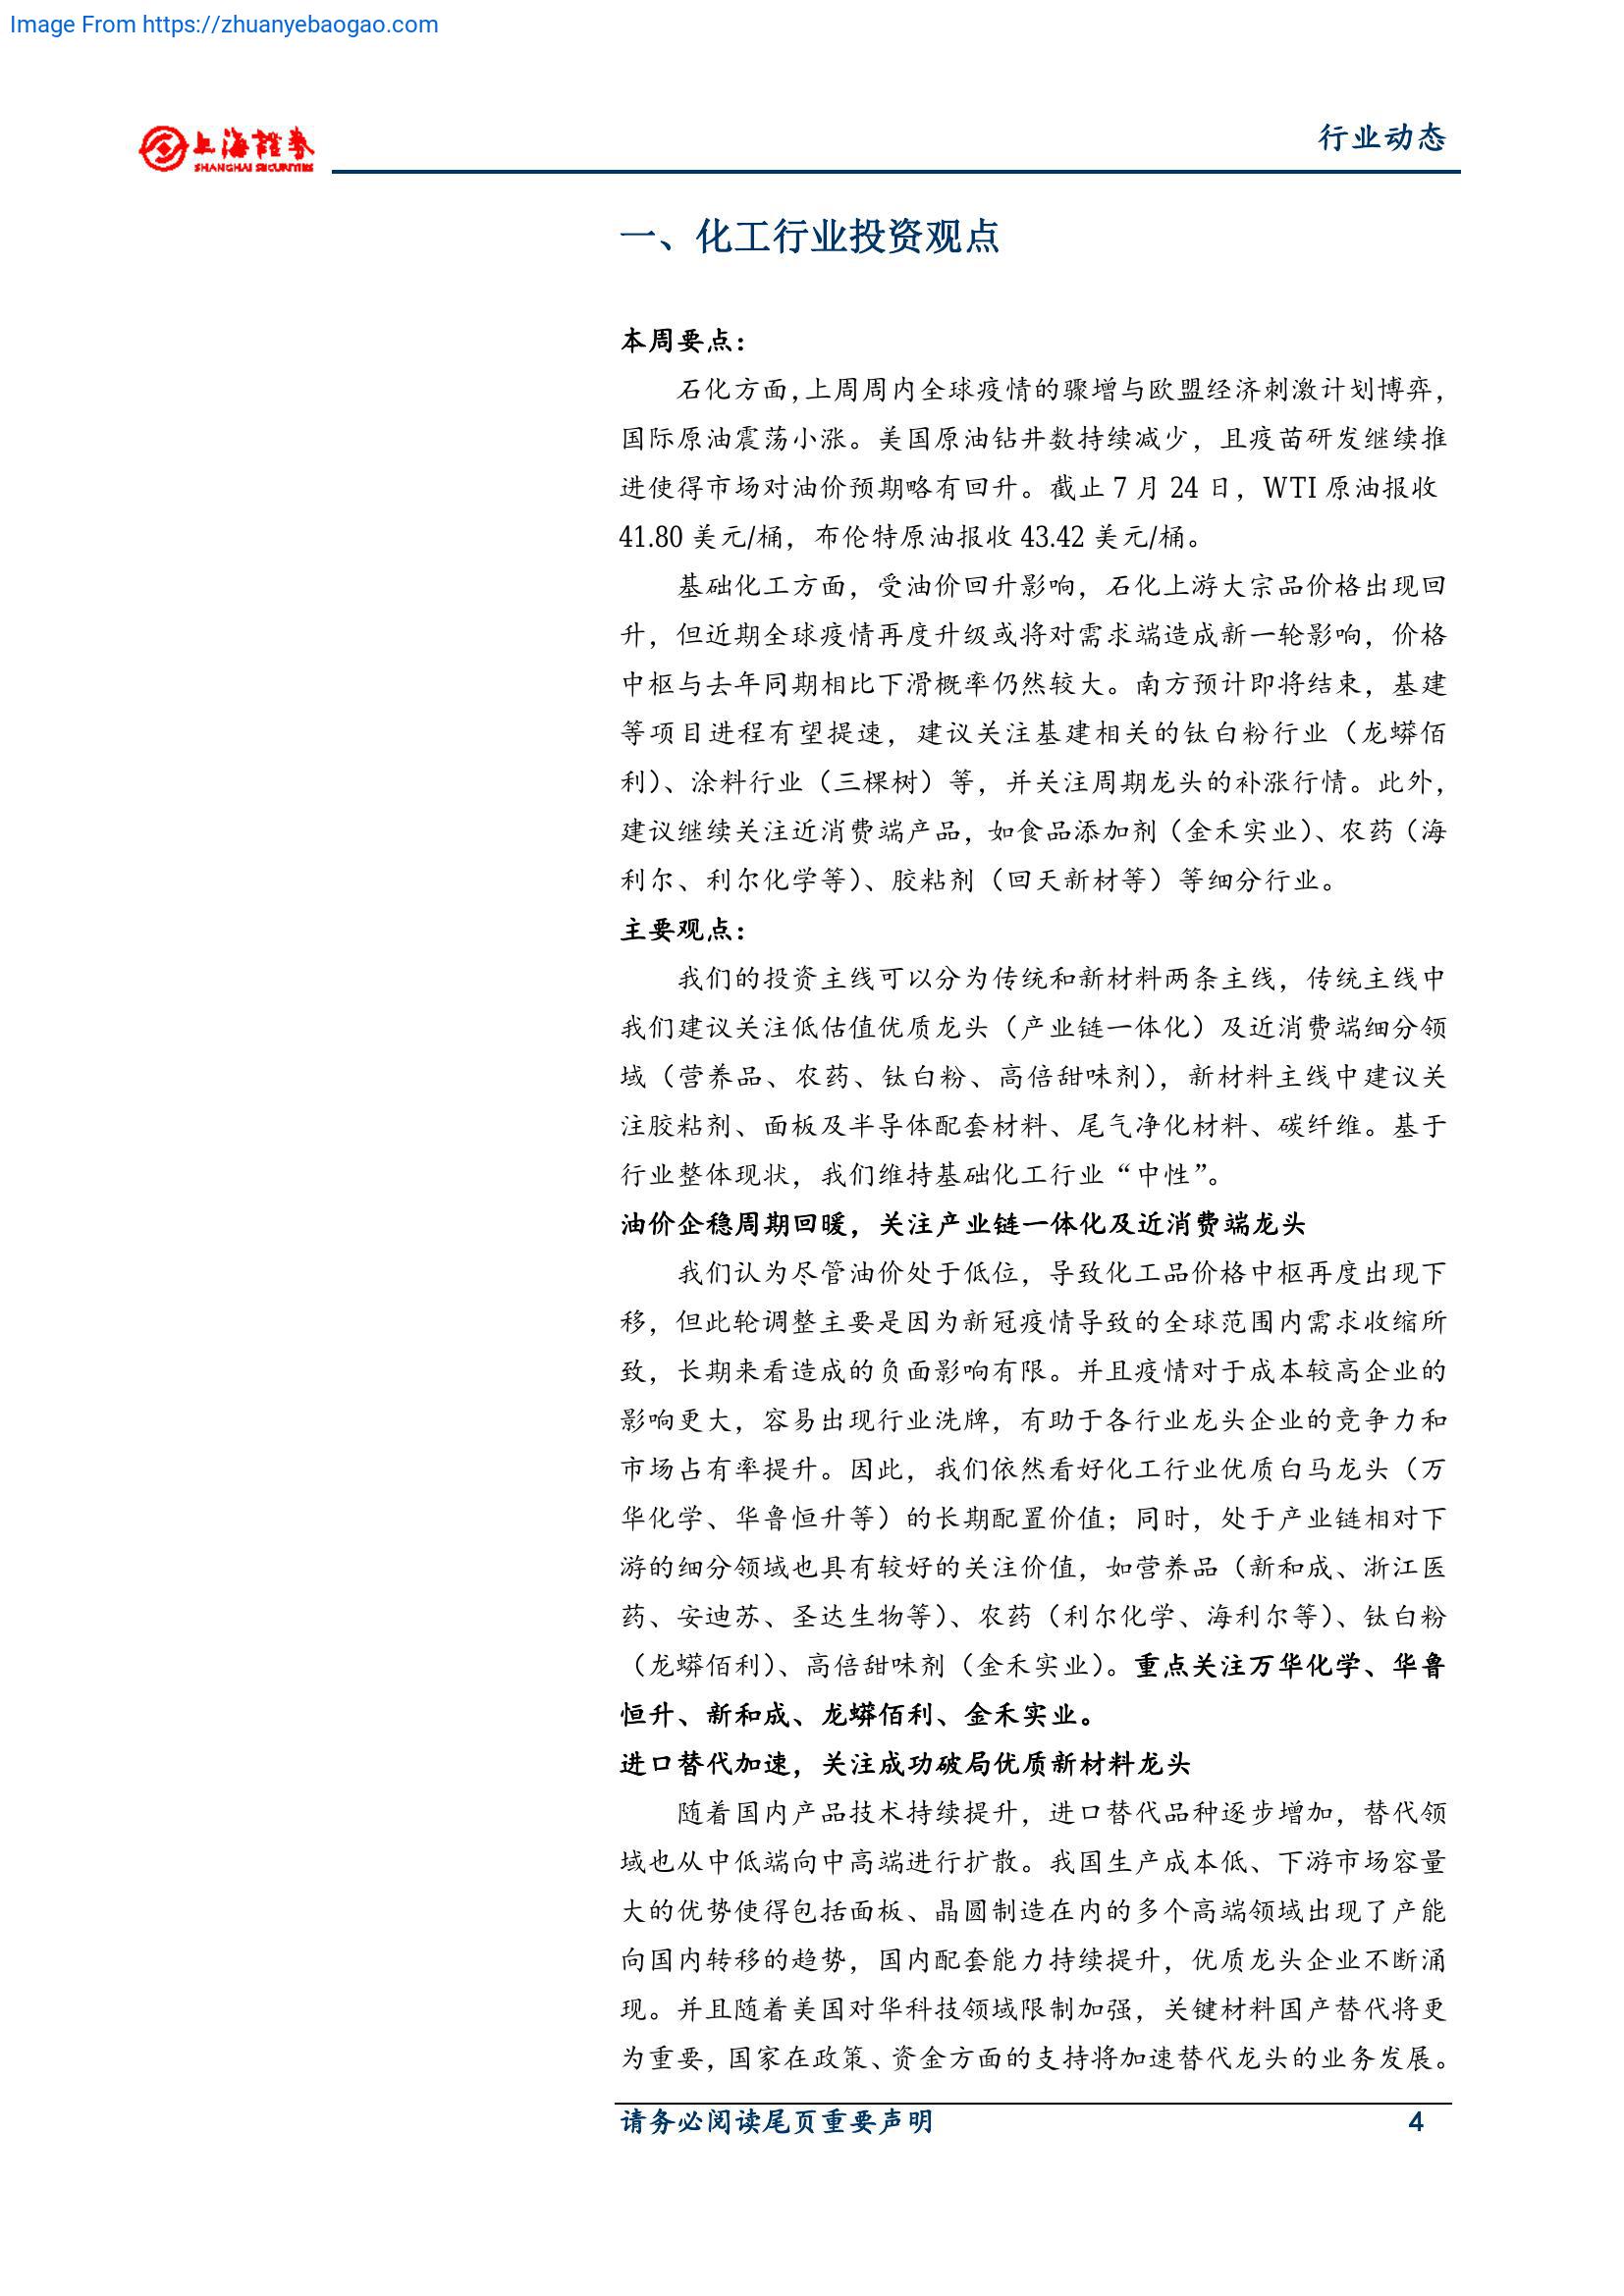 Image From https://zhuanyebaogao.com
上海證券
SHANGHAI SECURITIES
行业动态
一、化工行业投资观点
本周要点：
石化方面，上周周内全球疫情的骤增与欧盟经济刺激计划博弈，
国际原油震荡小涨。美国原油钻井数持续减少，且疫苗研发继续推
进使得市场对油价预期略有回升。截止 7 月 24 日，WTI 原油报收
41.80 美元/桶，布伦特原油报收 43.42 美元/桶。
基础化工方面，受油价回升影响，石化上游大宗品价格出现回
升，但近期全球疫情再度升级或将对需求端造成新一轮影响，价格
中枢与去年同期相比下滑概率仍然较大。南方预计即将结束，基建
等项目进程有望提速，建议关注基建相关的钛白粉行业（龙蟒佰
利）、涂料行业（三棵树）等，并关注周期龙头的补涨行情。此外，
建议继续关注近消费端产品，如食品添加剂（金禾实业）、农药（海
利尔、利尔化学等）、胶粘剂（回天新材等）等细分行业。
主要观点：
我们的投资主线可以分为传统和新材料两条主线，传统主线中
我们建议关注低估值优质龙头（产业链一体化）及近消费端细分领
域（营养品、农药、钛白粉、高倍甜味剂），新材料主线中建议关
注胶粘剂、面板及半导体配套材料、尾气净化材料、碳纤维。基于
行业整体现状，我们维持基础化工行业“中性”。
油价企稳周期回暖，关注产业链一体化及近消费端龙头
我们认为尽管油价处于低位，导致化工品价格中枢再度出现下
移，但此轮调整主要是因为新冠疫情导致的全球范围内需求收缩所
致，长期来看造成的负面影响有限。并且疫情对于成本较高企业的
影响更大，容易出现行业洗牌，有助于各行业龙头企业的竞争力和
市场占有率提升。因此，我们依然看好化工行业优质白马龙头（万
华化学、华鲁恒升等）的长期配置价值；同时，处于产业链相对下
游的细分领域也具有较好的关注价值，如营养品（新和成、浙江医
药、安迪苏、圣达生物等）、农药（利尔化学、海利尔等）、钛白粉
（龙蟒佰利）、高倍甜味剂（金禾实业）。重点关注万华化学、华鲁
恒升、新和成、龙蟒佰利、金禾实业。
进口替代加速，关注成功破局优质新材料龙头
随着国内产品技术持续提升，进口替代品种逐步增加，替代领
域也从中低端向中高端进行扩散。我国生产成本低、下游市场容量
大的优势使得包括面板、晶圆制造在内的多个高端领域出现了产能
向国内转移的趋势，国内配套能力持续提升，优质龙头企业不断涌
现。并且随着美国对华科技领域限制加强，关键材料国产替代将更
为重要，国家在政策、资金方面的支持将加速替代龙头的业务发展。
请务必阅读尾页重要声明
4